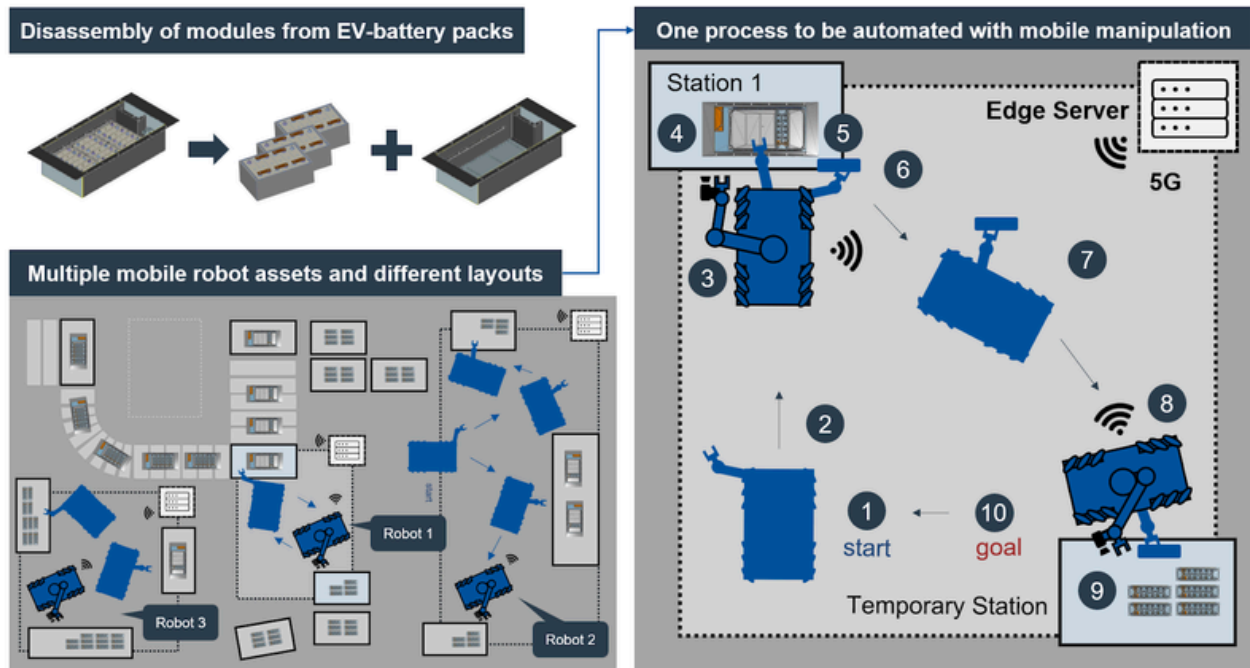 Disassembly of modules from EV-battery packs
Multiple mobile robot assets and different layouts
start
Robot 1
Robot 2
Robot 3
One process to be automated with mobile manipulation
Station 1
4
5
6
Edge Server
5G
3
7
2
8
1
start
10
goal
9
Temporary Station